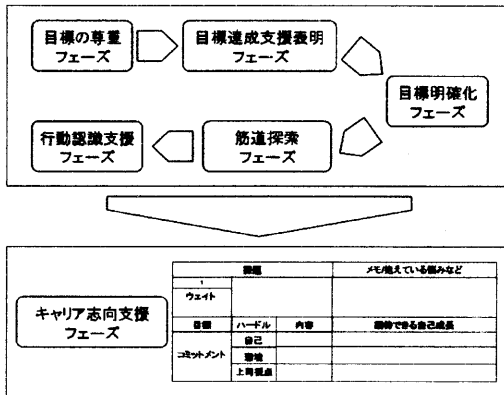 目標の尊重
フェーズ
目標達成支援表明
フェーズ
目標明確化
フェーズ
筋道探索
フェーズ
行動認識支援
フェーズ
キャリア志向支援
フェーズ
課題
メモ/抱えている悩みなど
1
ウェイト
目標
ハードル
内容
期待できる自己成長
コミットメント
自己
環境
上司視点